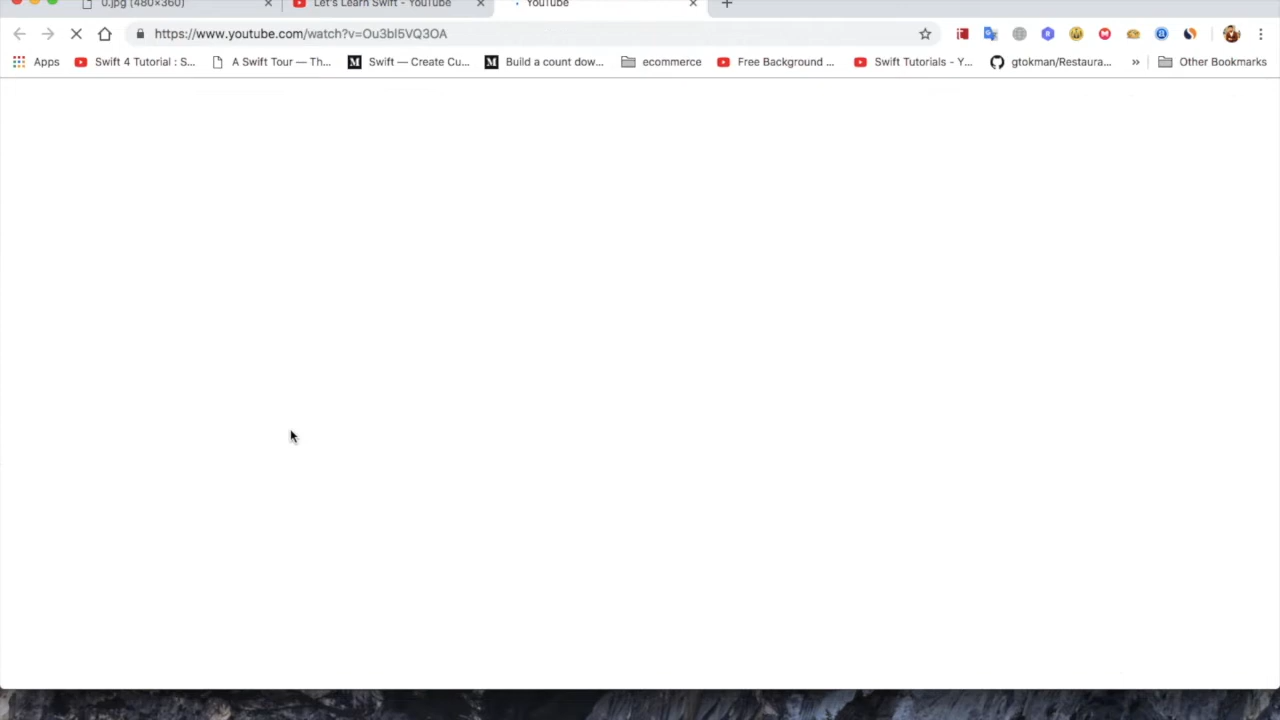 0.jpg (480×360)
Let's Learn Swift - YouTube
YouTube
https://www.youtube.com/watch?v=Ou3bI5VQ3OA
Apps
Swift 4 Tutorial : S...
A Swift Tour — Th...
Swift — Create Cu...
Build a count dow...
ecommerce
Free Background ...
Swift Tutorials - Y...
gtokman/Restaura...
»
Other Bookmarks